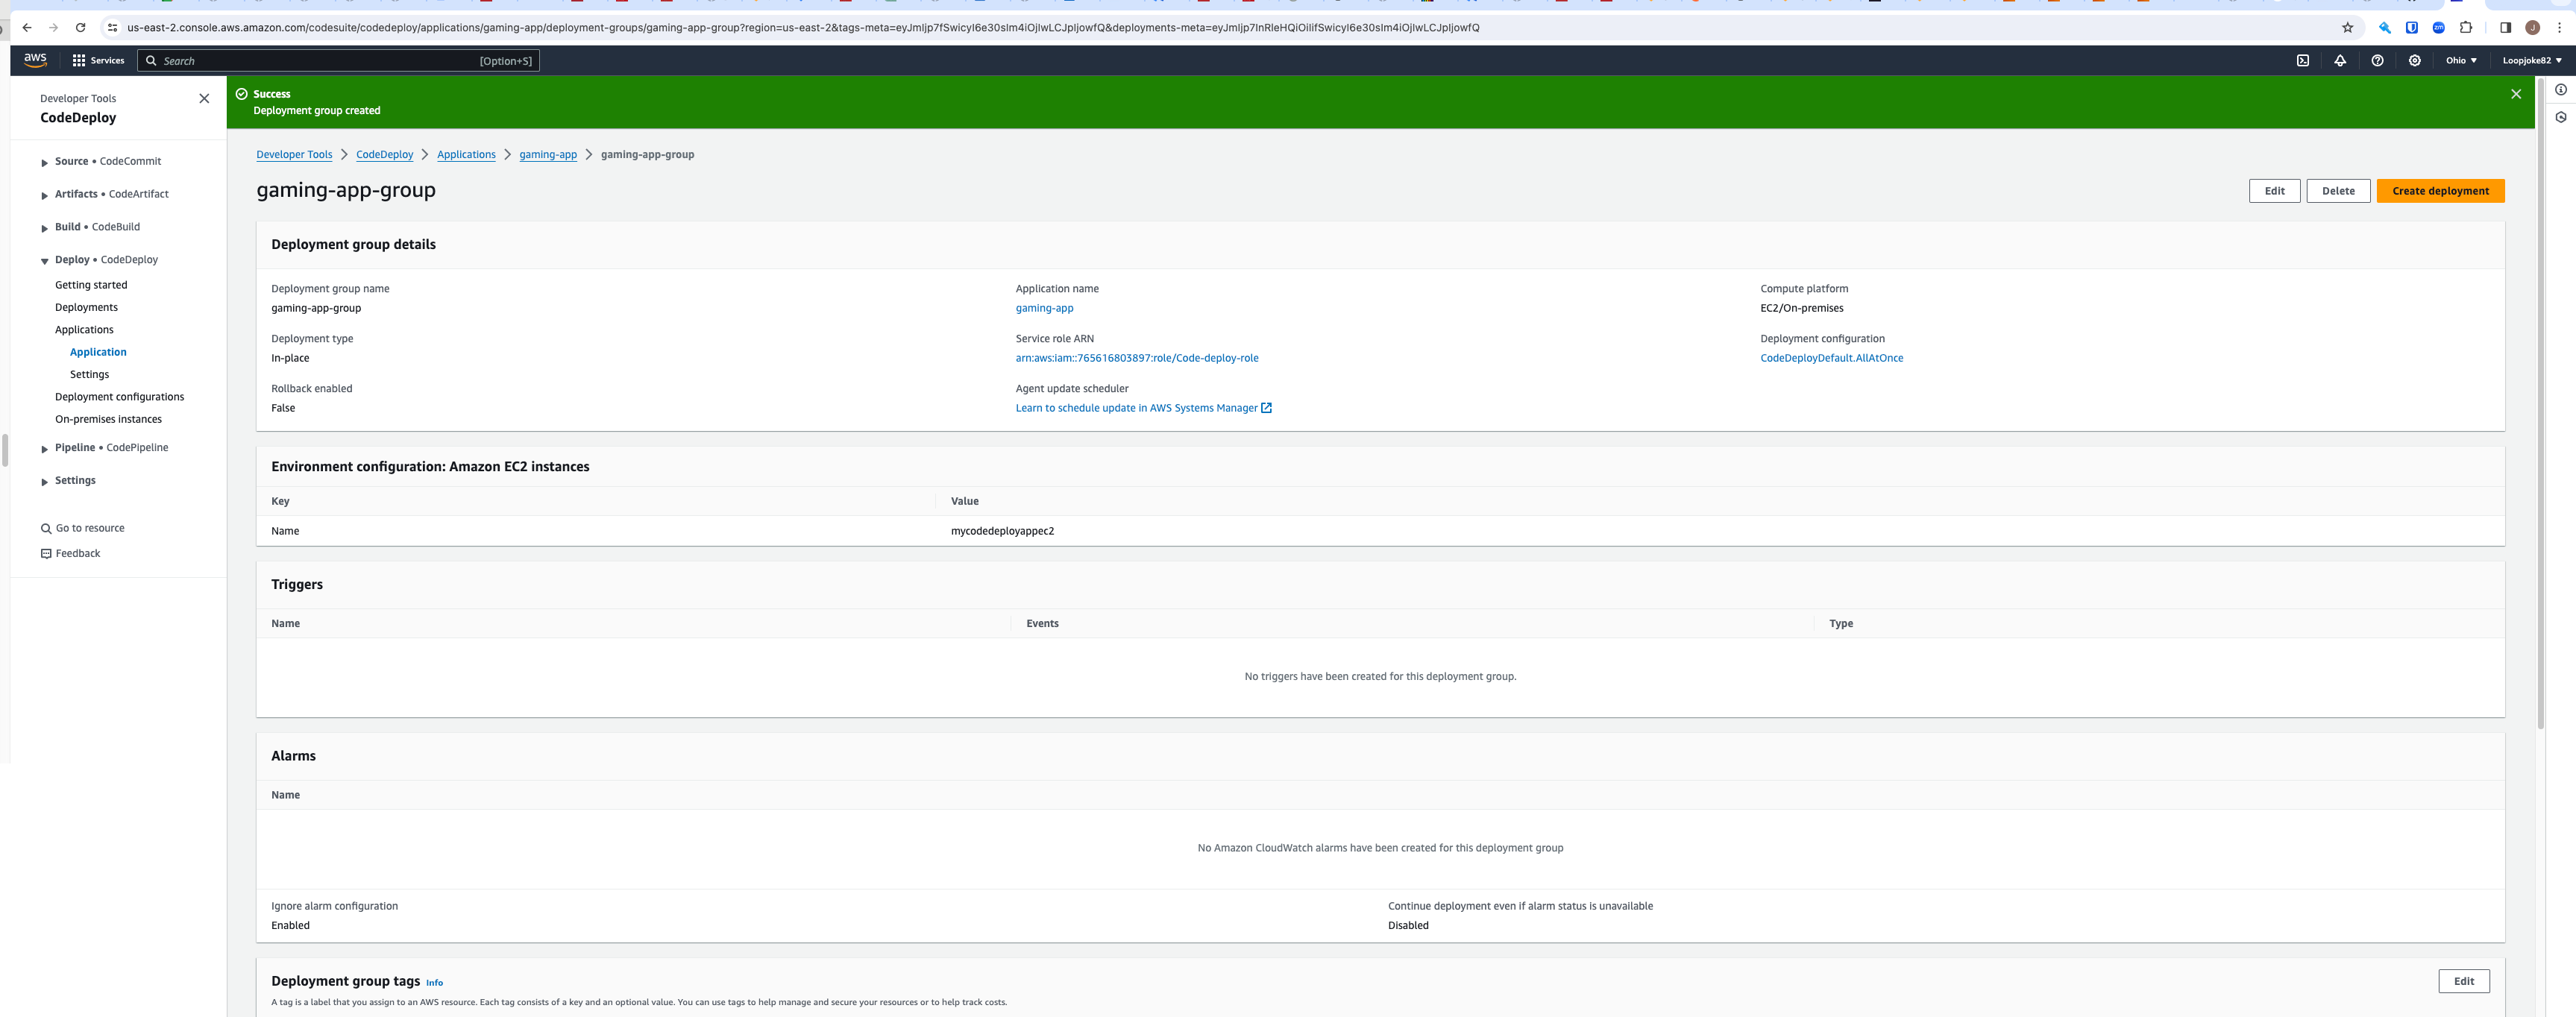 us-east-2.console.aws.amazon.com/codesuite/codedeploy/applications/gaming-app/deployment-groups/gaming-app-group?region=us-east-2&tags-meta=eyJmIjp7fSwicyI6e30sIm4iOjIwLCJpIjowfQ&deployments-meta=eyJmIjp7InRleHQiOiIifSwicyI6e30sIm4iOjIwLCJpIjowfQ
aws Services Search [Option+S] Ohio Loopjoke82
Developer Tools
CodeDeploy
Source • CodeCommit
Artifacts • CodeArtifact
Build • CodeBuild
Deploy • CodeDeploy
Getting started
Deployments
Applications
Application
Settings
Deployment configurations
On-premises instances
Pipeline • CodePipeline
Settings
Go to resource
Feedback
Success
Deployment group created
Developer Tools > CodeDeploy > Applications > gaming-app > gaming-app-group
gaming-app-group
Edit Delete Create deployment
Deployment group details
Deployment group name Application name Compute platform
gaming-app-group gaming-app EC2/On-premises
Deployment type Service role ARN Deployment configuration
In-place arn:aws:iam::765616803897:role/Code-deploy-role CodeDeployDefault.AllAtOnce
Rollback enabled Agent update scheduler
False Learn to schedule update in AWS Systems Manager
Environment configuration: Amazon EC2 instances
Key Value
Name mycodedeployappec2
Triggers
Name Events Type
No triggers have been created for this deployment group.
Alarms
Name
No Amazon CloudWatch alarms have been created for this deployment group
Ignore alarm configuration Continue deployment even if alarm status is unavailable
Enabled Disabled
Deployment group tags Info
Edit
A tag is a label that you assign to an AWS resource. Each tag consists of a key and an optional value. You can use tags to help manage and secure your resources or to help track costs.